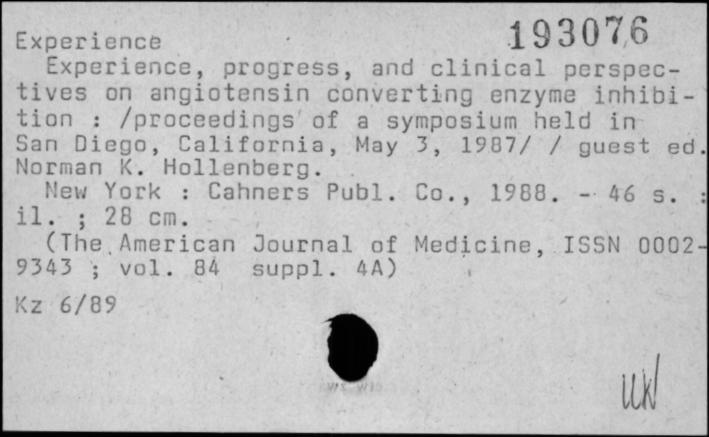 193076
Experience
Experience, progress, and clinical perspec-
tives on angiotensin converting enzyme inhibi-
tion : /proceedings of a symposium held in
San Diego, California, May 3, 1987/ / guest ed.
Norman K. Hollenberg.
New York : Cahners Publ. Co., 1988. - 46 s. :
il. ; 28 cm.
(The American Journal of Medicine, ISSN 0002-
9343 ; vol. 84 suppl. 4A)
Kz 6/89